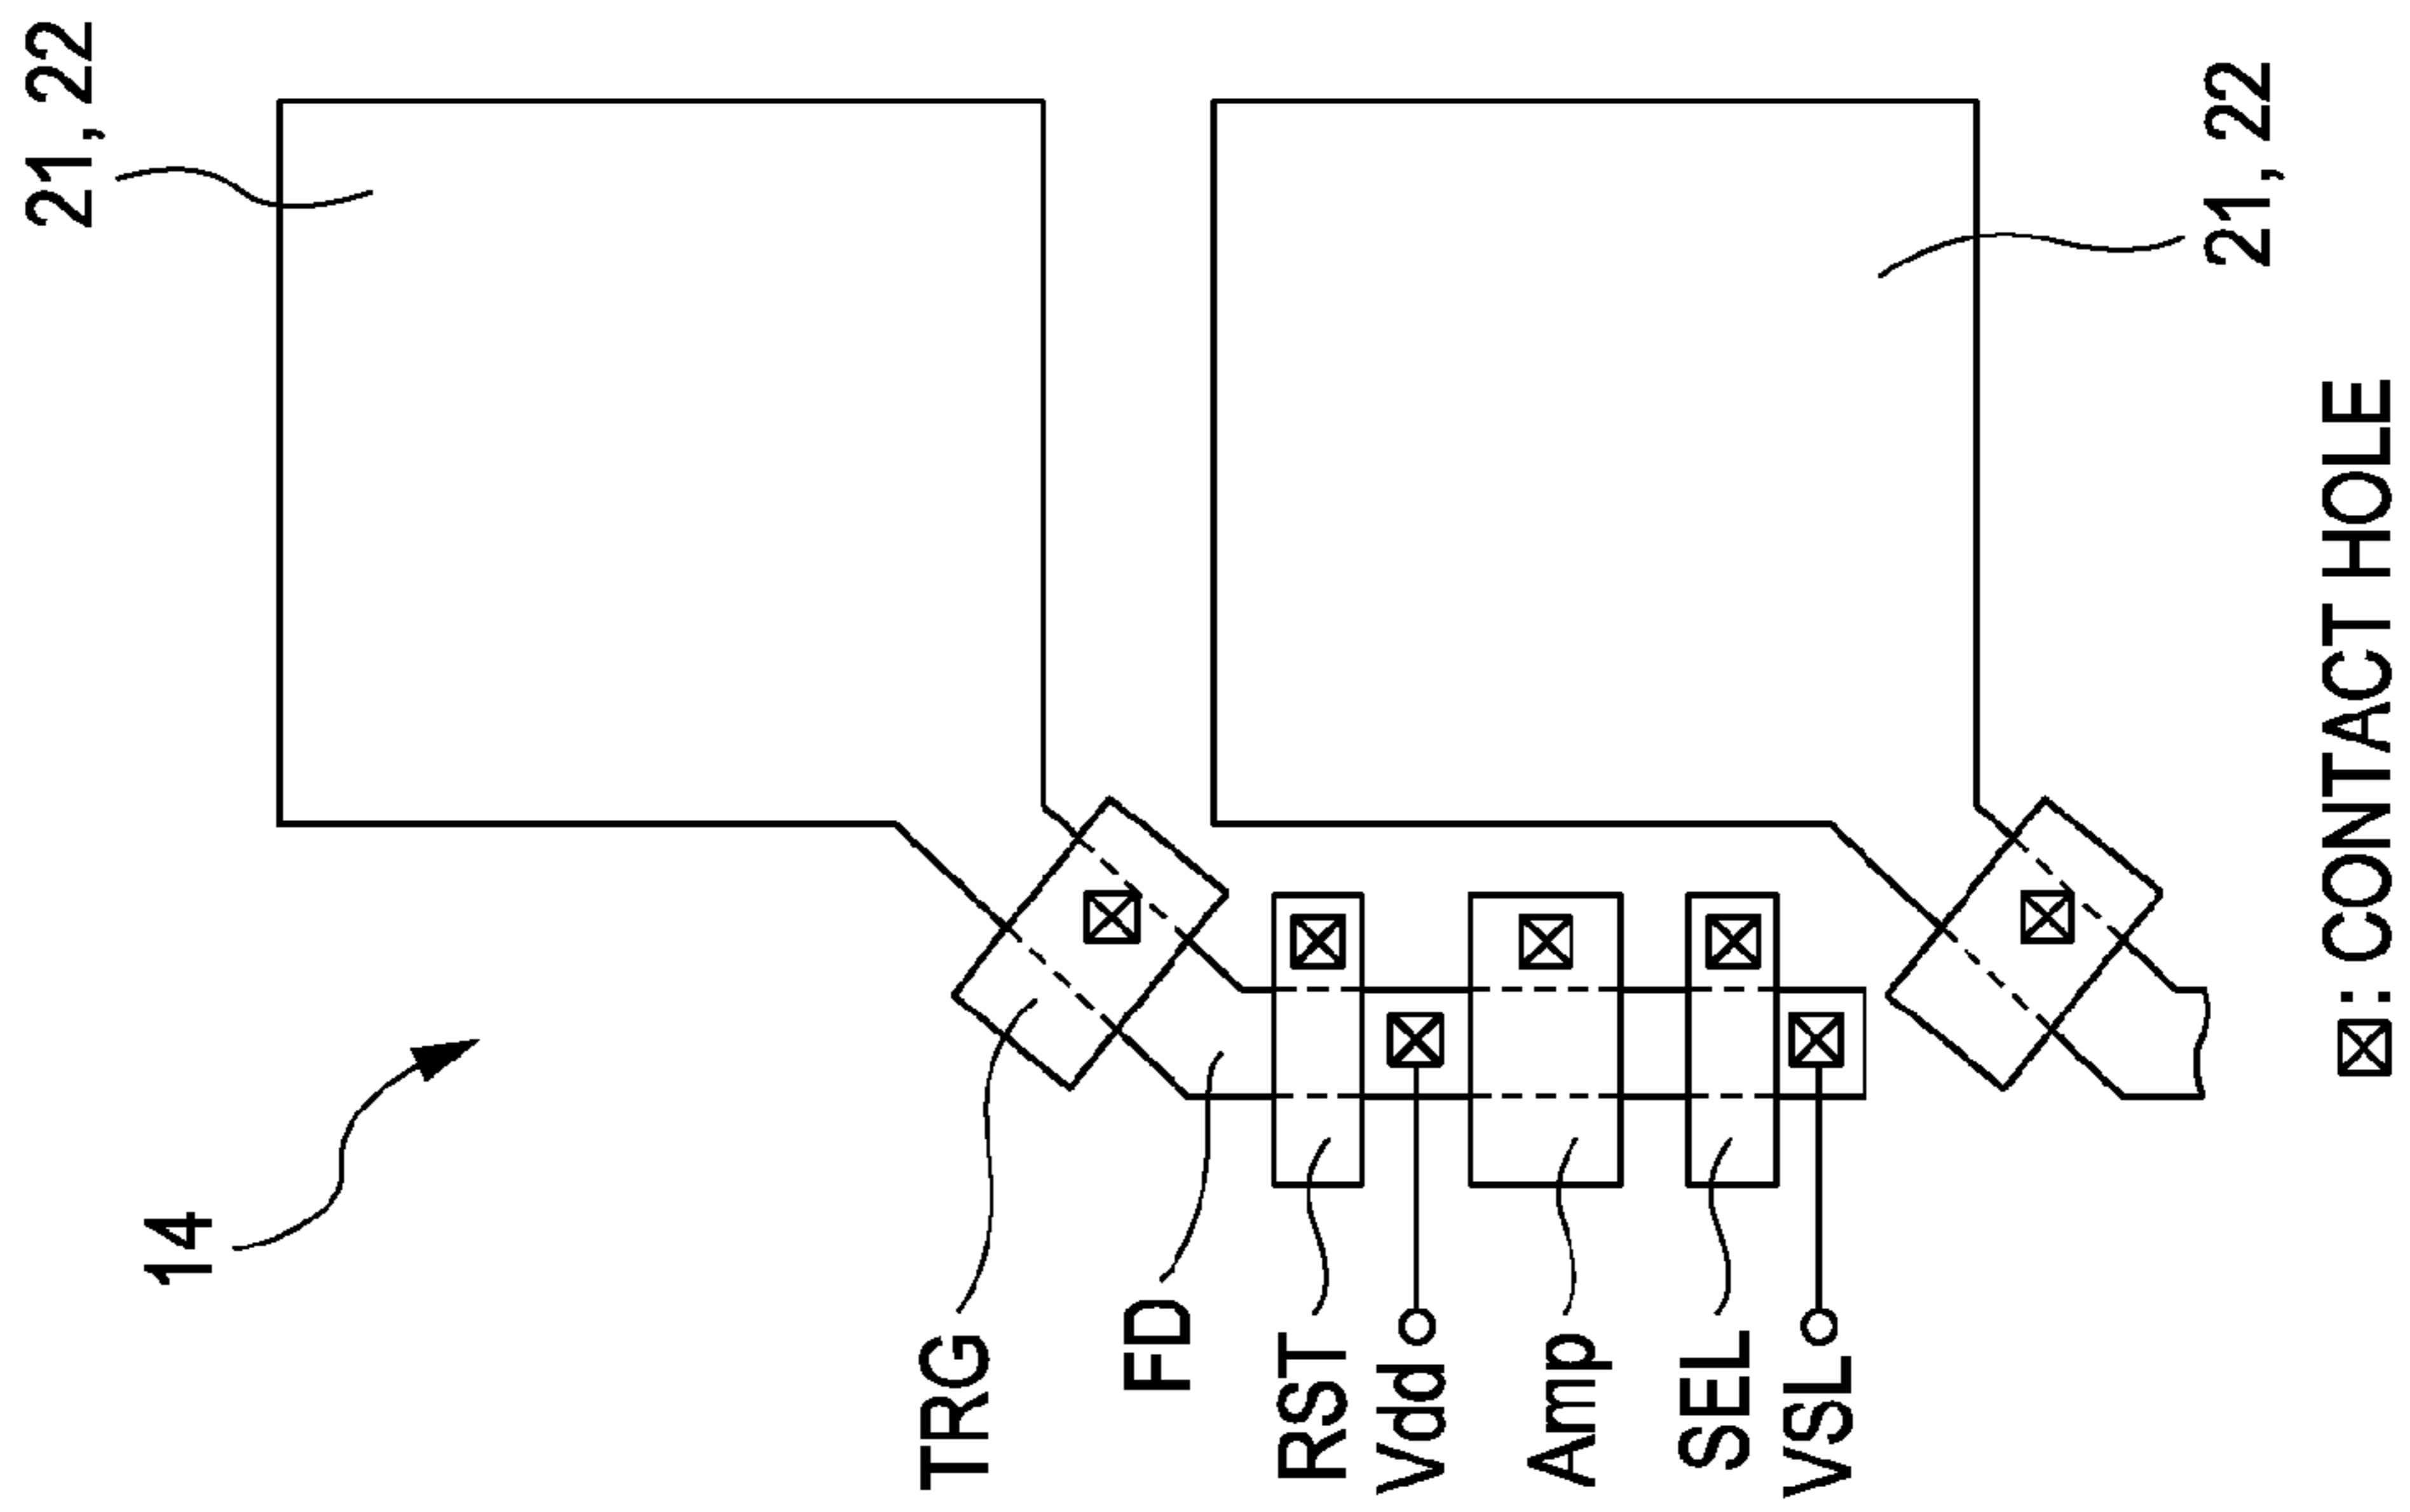 21, 22
14
TRG
FD
RST
Vdd
Amp
SEL
VSL
21, 22
: CONTACT HOLE